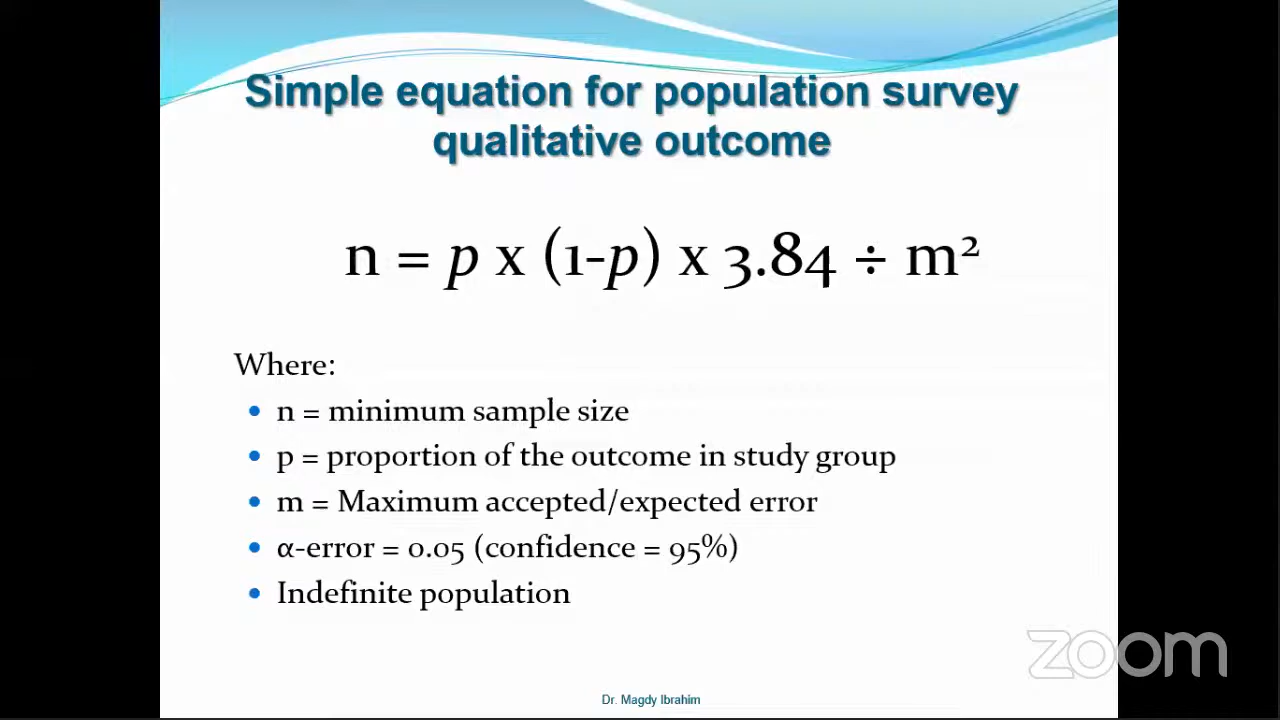 Simple equation for population survey
qualitative outcome
n = p x (1-p) x 3.84 ÷ m²
Where:
• n = minimum sample size
• p = proportion of the outcome in study group
• m = Maximum accepted/expected error
• α-error = 0.05 (confidence = 95%)
• Indefinite population
zoom
Dr. Magdy Ibrahim